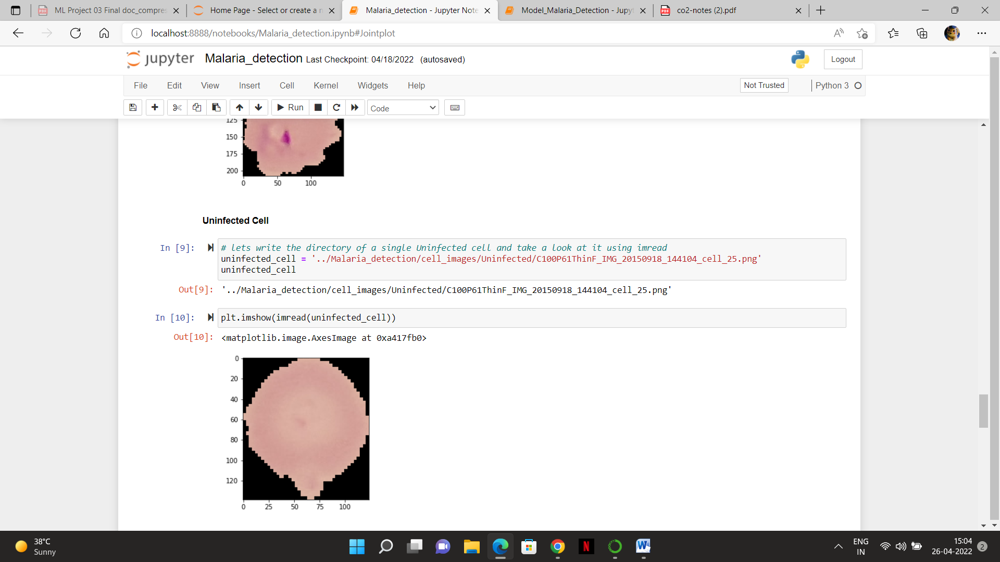 ML Project 03 Final doc_compres
Home Page - Select or create a n
Malaria_detection - Jupyter Note
Model_Malaria_Detection - Jupyt
co2-notes (2).pdf
localhost:8888/notebooks/Malaria_detection.ipynb#Jointplot
jupyter Malaria_detection Last Checkpoint: 04/18/2022 (autosaved)
Logout
File Edit View Insert Cell Kernel Widgets Help
Not Trusted
Python 3
Run
Code
125
150
175
200
0 50 100
Uninfected Cell
In [9]:
# lets write the directory of a single Uninfected cell and take a look at it using imread
uninfected_cell = '../Malaria_detection/cell_images/Uninfected/C100P61ThinF_IMG_20150918_144104_cell_25.png'
uninfected_cell
Out[9]: '../Malaria_detection/cell_images/Uninfected/C100P61ThinF_IMG_20150918_144104_cell_25.png'
In [10]: plt.imshow(imread(uninfected_cell))
Out[10]: <matplotlib.image.AxesImage at 0xa417fb0>
0
20
40
60
80
100
120
0 25 50 75 100
38°C
Sunny
N
W
ENG
IN
15:04
26-04-2022
2